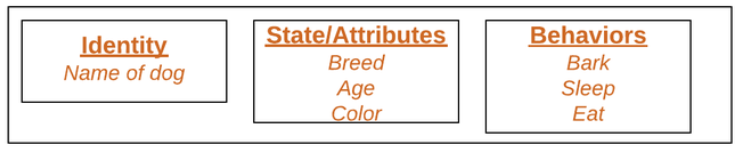 Identity
Name of dog
State/Attributes
Breed
Age
Color
Behaviors
Bark
Sleep
Eat